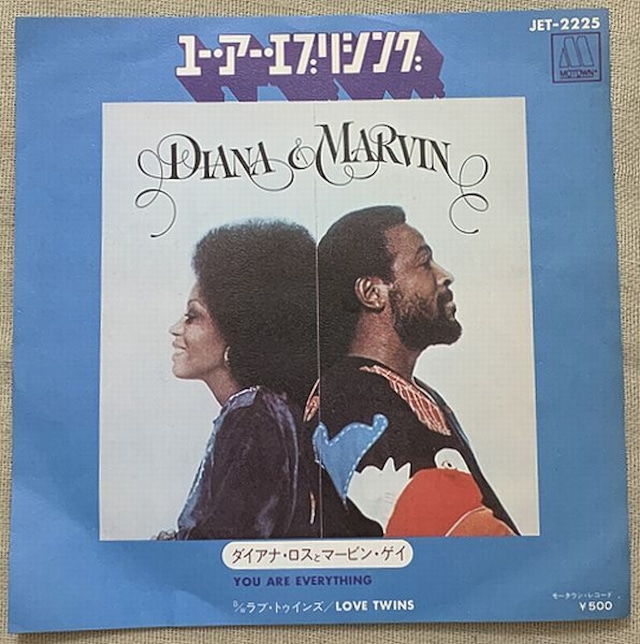 JET-2225
ユー・アー・エブリシング
MOTOWN
DIANA & MARVIN
ダイアナ・ロスとマービン・ゲイ
YOU ARE EVERYTHING
b/w ラブ・トゥインズ/LOVE TWINS
モータウン・レコード
¥500